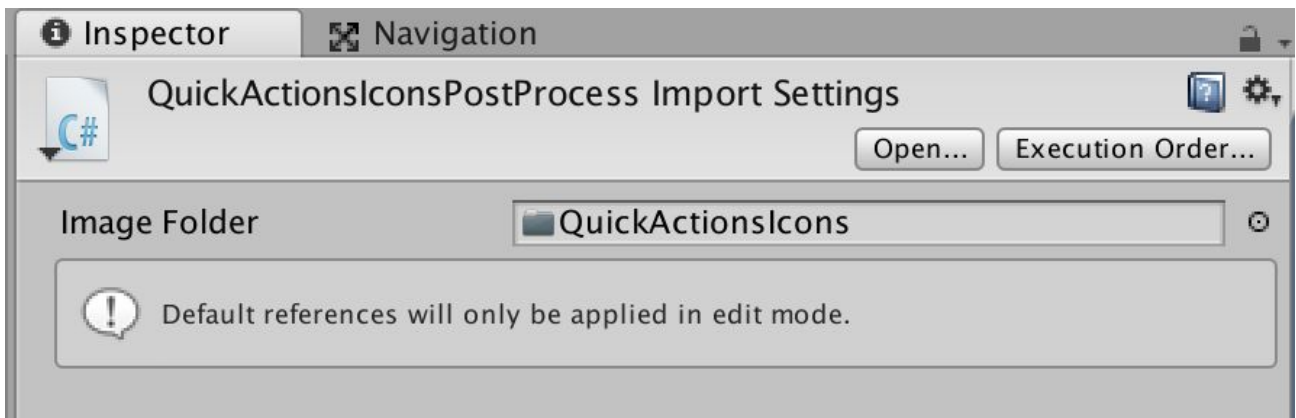 Inspector Navigation
QuickActionsIconsPostProcess Import Settings
C#
Open... Execution Order...
Image Folder QuickActionsIcons
Default references will only be applied in edit mode.